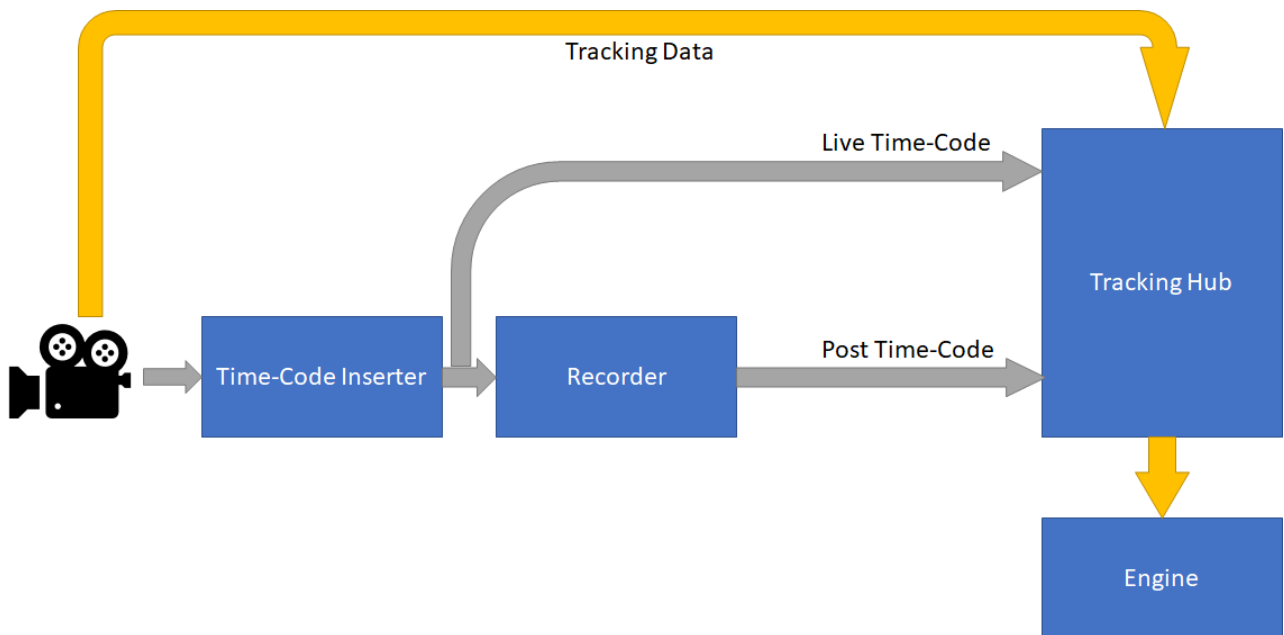 Tracking Data
Live Time-Code
Tracking Hub
Time-Code Inserter
Recorder
Post Time-Code
Engine